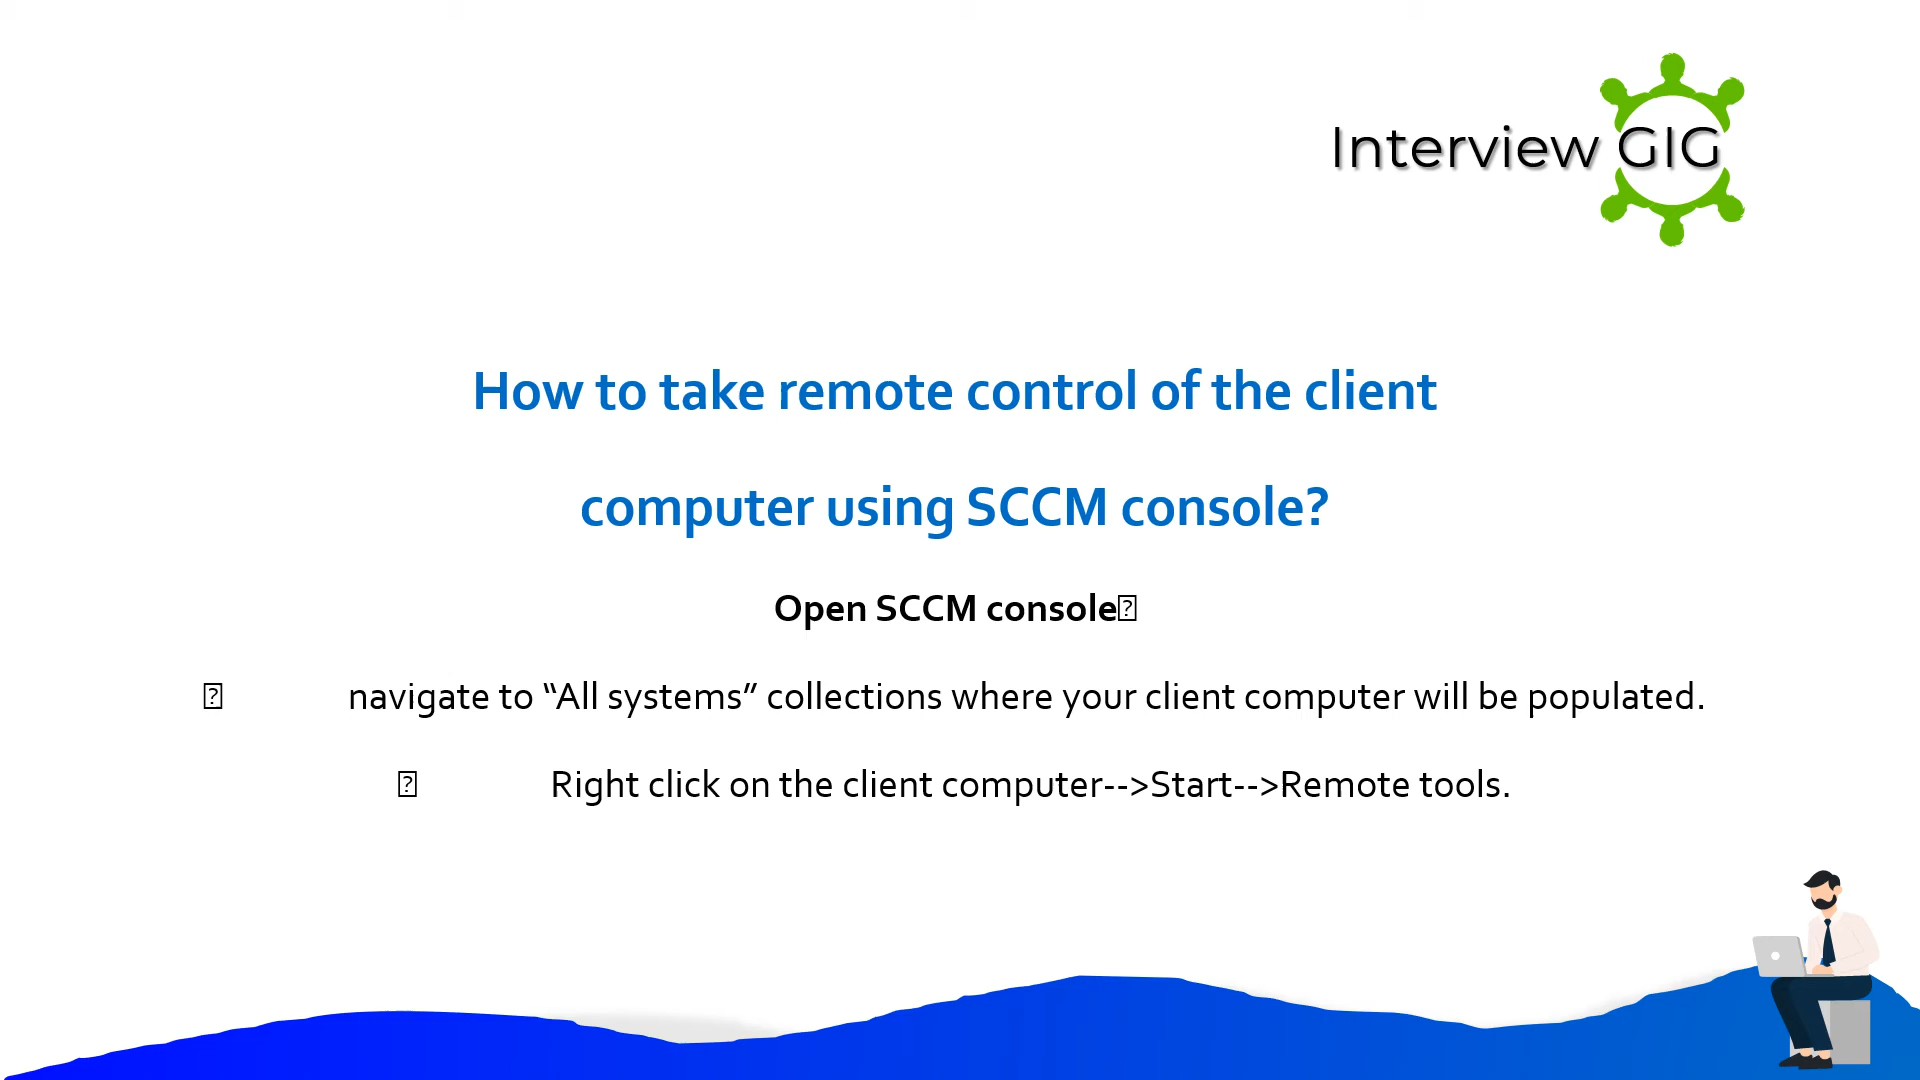 Interview GIG
How to take remote control of the client
computer using SCCM console?
Open SCCM console
navigate to “All systems” collections where your client computer will be populated.
Right click on the client computer-->Start-->Remote tools.